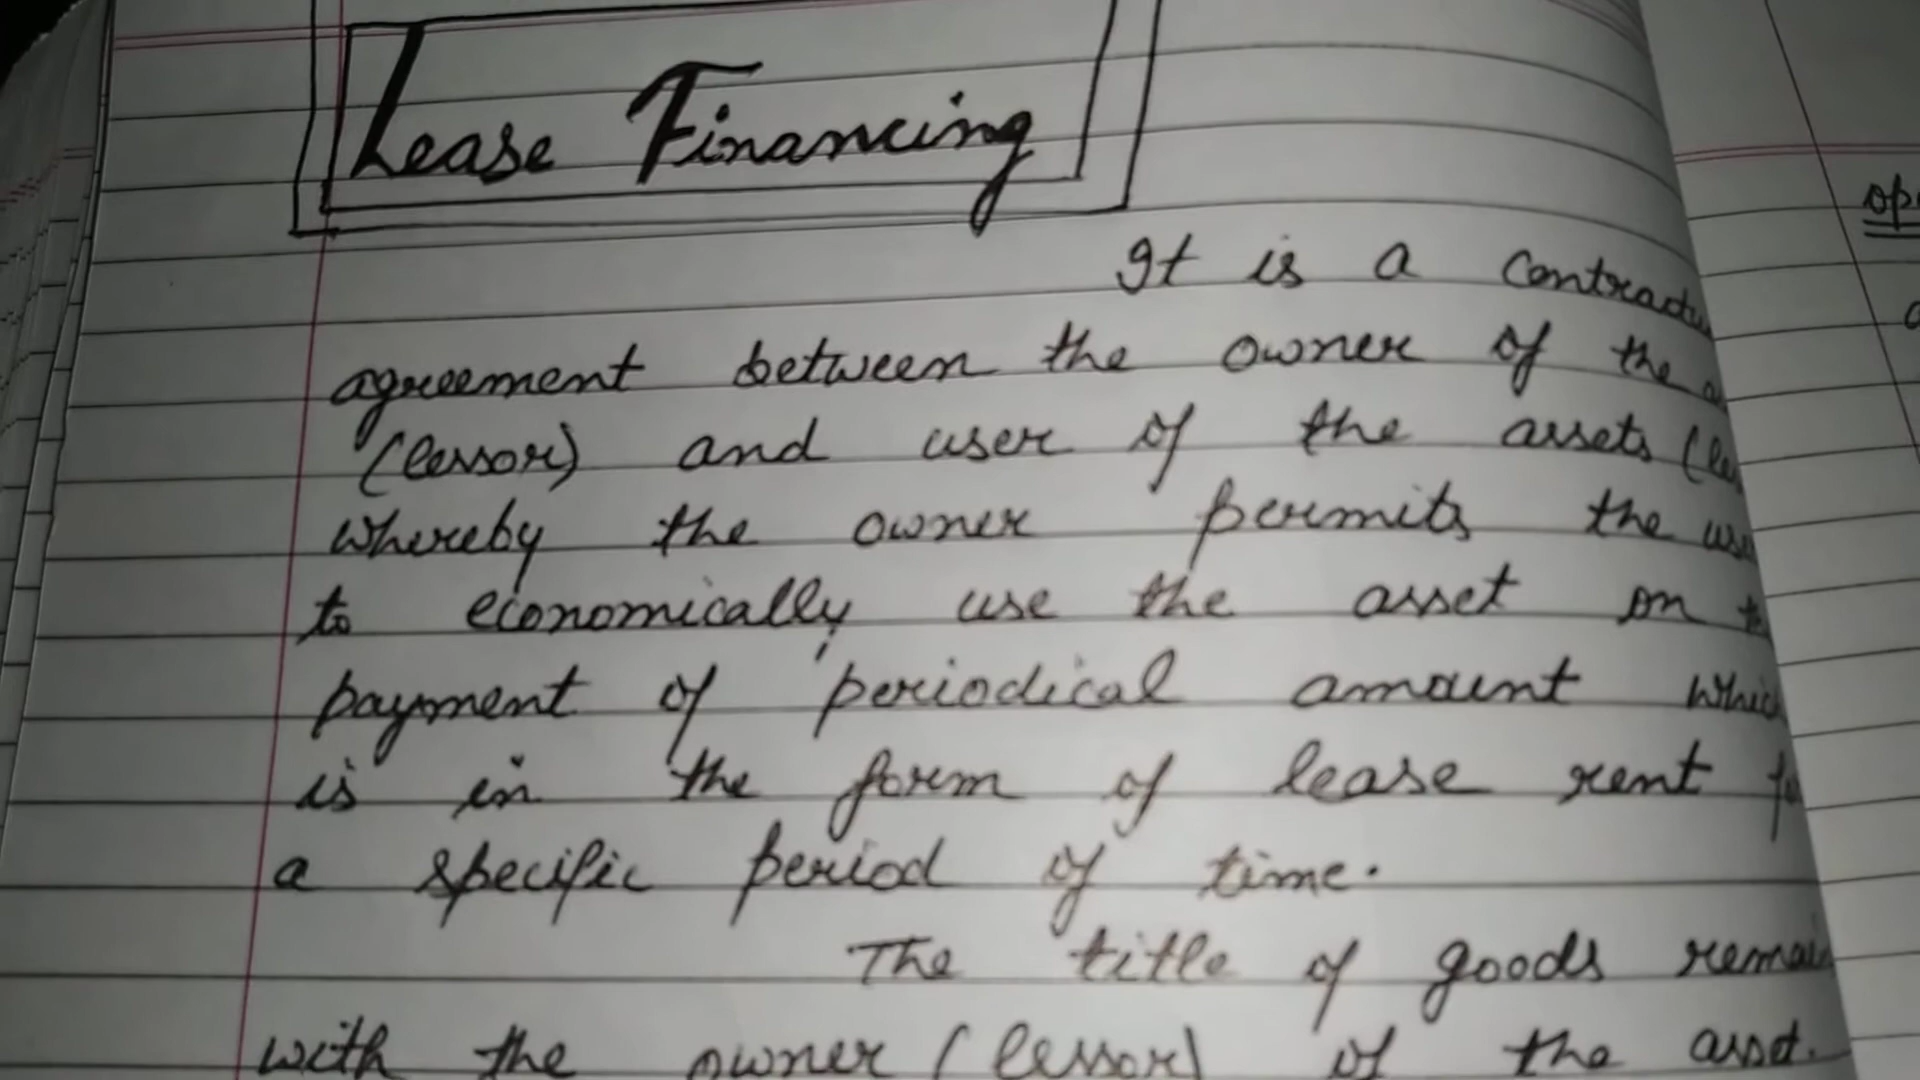 Lease Financing
It is a
agreement between the owner of the
(lessor) and user of the assets
whereby the owner permits the
to economically use the asset on
payment of periodical amount which
is in the form of lease rent
a specific period of time.
The title of goods remain
with the owner (lessor) of the asset.